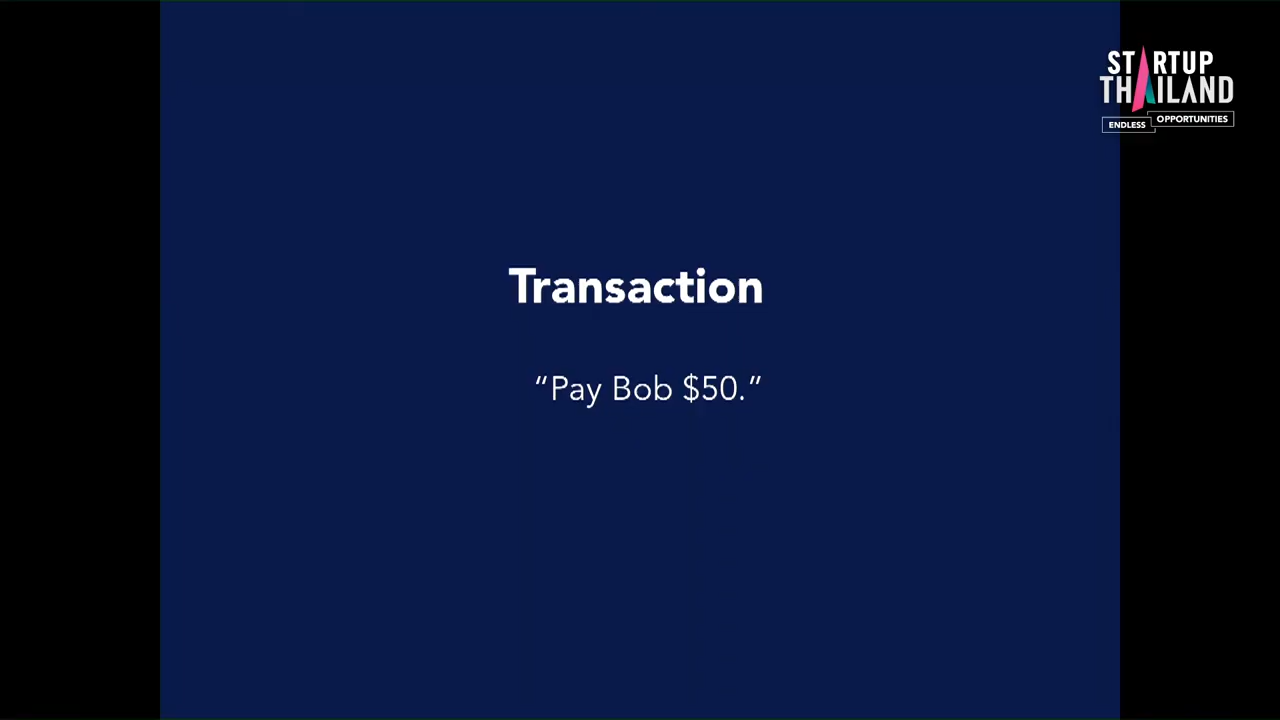 STARTUP
THAILAND
ENDLESS OPPORTUNITIES
Transaction
“Pay Bob $50.”